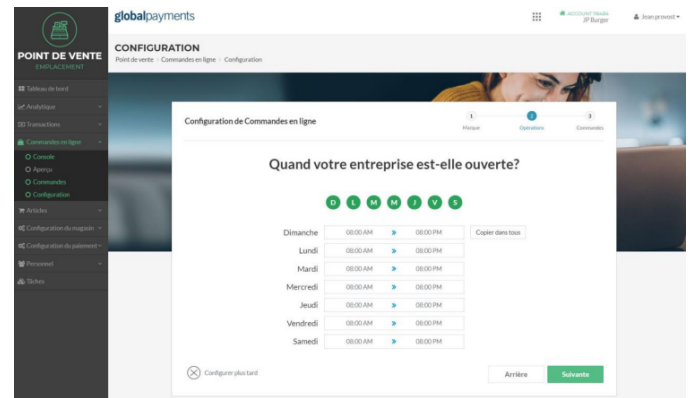 globalpayments
ACCOUNT
JP Burger
Jean provost
POINT DE VENTE
EMPLACEMENT
CONFIGURATION
Point de vente > Commandes en ligne > Configuration
Tableau de bord
Analytique
Transactions
Commandes en ligne
Console
Aperçu
Commandes
Configuration
Articles
Configuration du magasin
Configuration du paiement
Personnel
Tâches
Configuration de Commandes en ligne
1 2 3
Marque Opérations Commandes
Quand votre entreprise est-elle ouverte?
D L M M J V S
Dimanche 08:00 AM » 08:00 PM Copier dans tous
Lundi 08:00 AM » 08:00 PM
Mardi 08:00 AM » 08:00 PM
Mercredi 08:00 AM » 08:00 PM
Jeudi 08:00 AM » 08:00 PM
Vendredi 08:00 AM » 08:00 PM
Samedi 08:00 AM » 08:00 PM
Configurer plus tard
Arrière Suivante